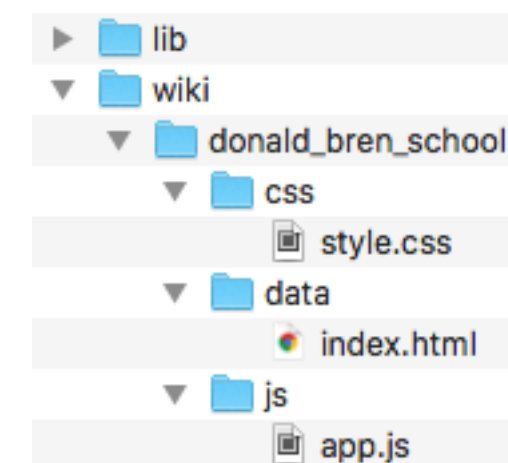 lib
wiki
donald_bren_school
css
style.css
data
index.html
js
app.js